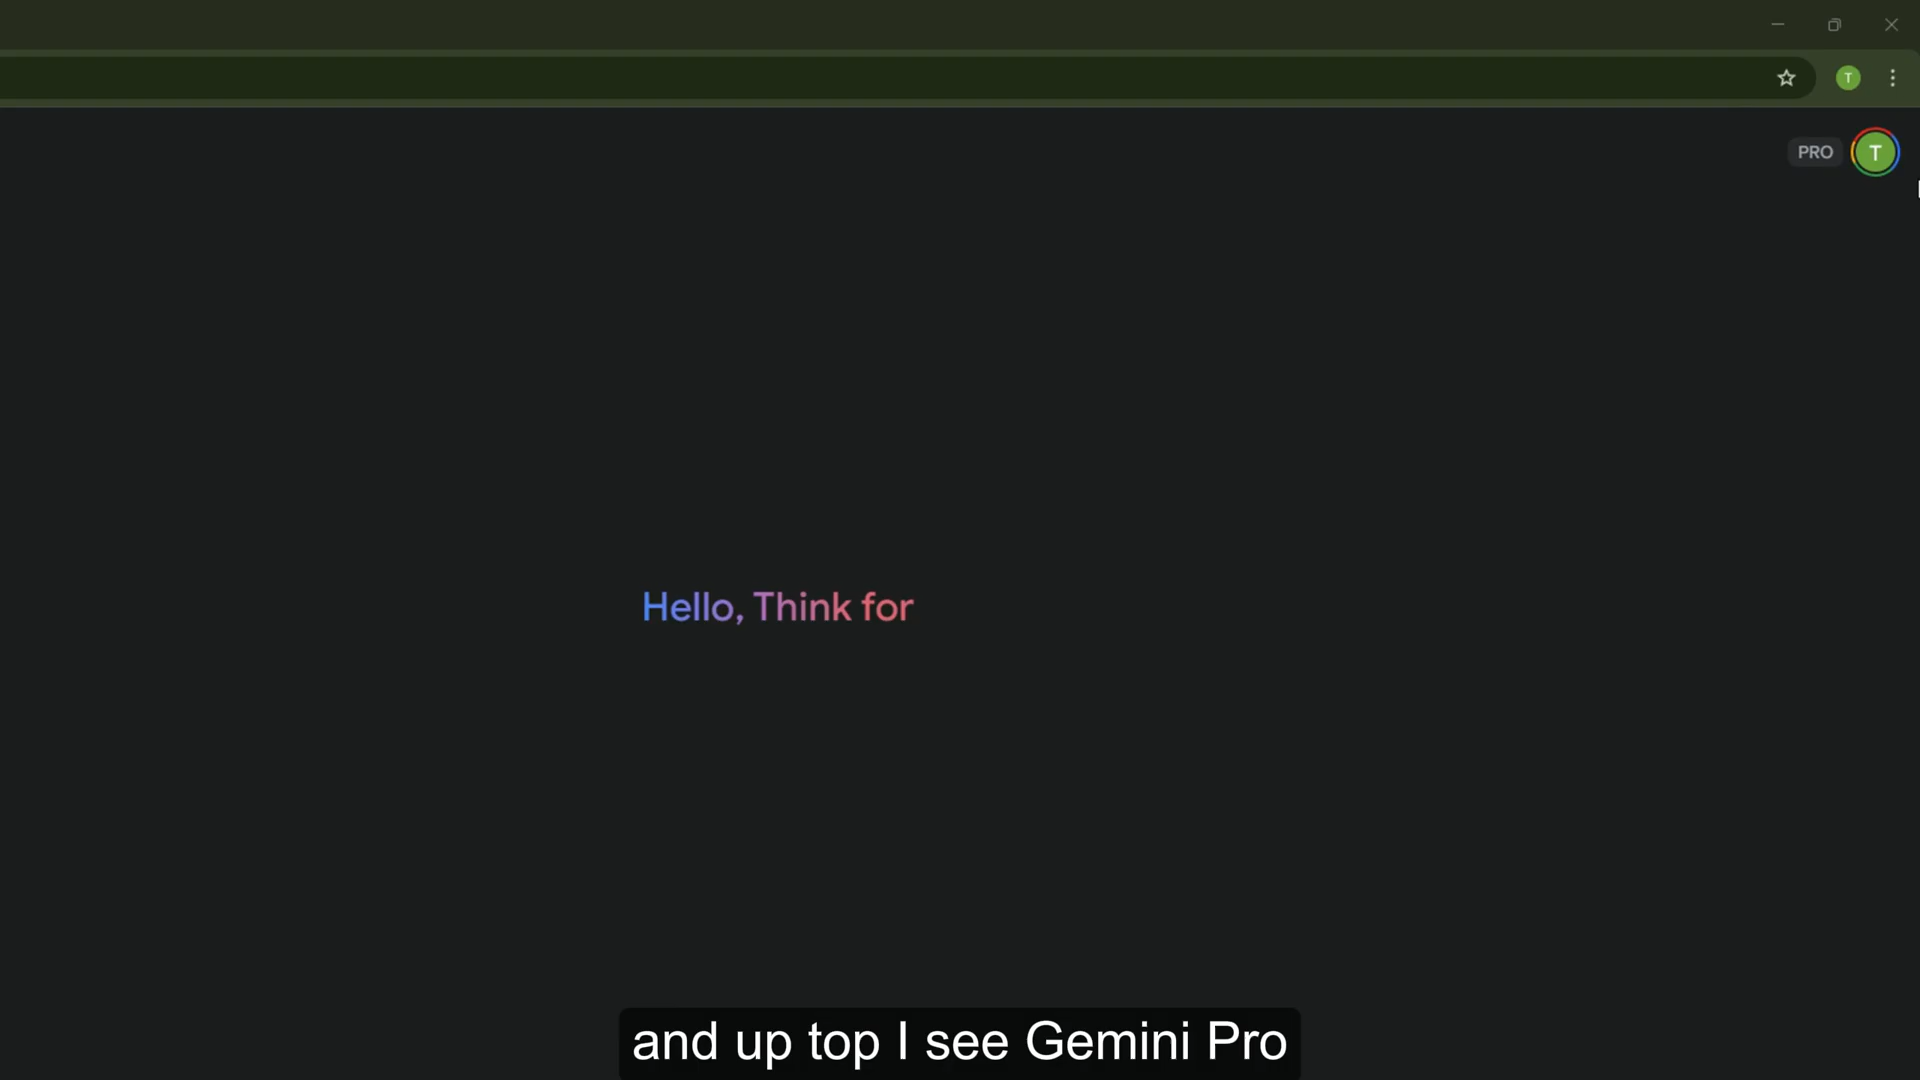 T
PRO
T
Hello, Think for
and up top I see Gemini Pro